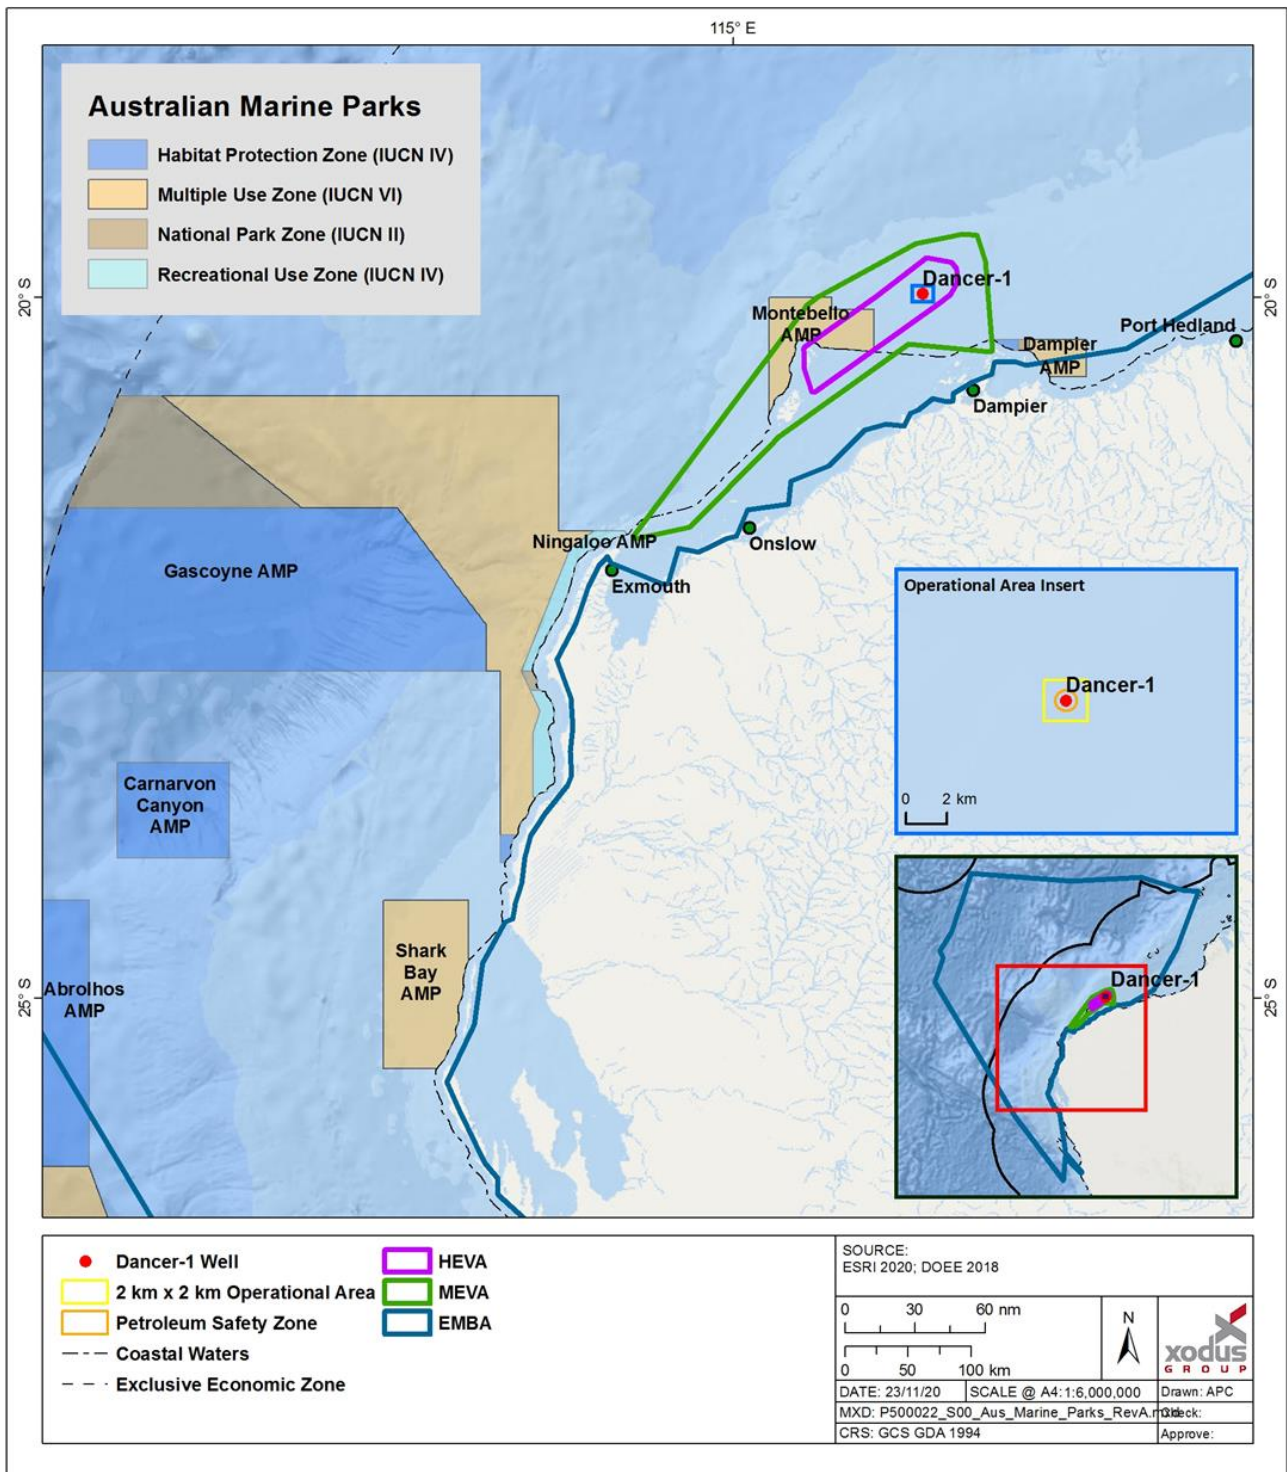 115° E
Australian Marine Parks
Habitat Protection Zone (IUCN IV)
Multiple Use Zone (IUCN VI)
National Park Zone (IUCN II)
Recreational Use Zone (IUCN IV)
20° S
20° S
Dancer-1
Montebello
AMP
Port Hedland
Dampier
AMP
Dampier
Ningaloo AMP
Onslow
Exmouth
Gascoyne AMP
Operational Area Insert
Dancer-1
0 2 km
Carnarvon
Canyon
AMP
Shark
Bay
AMP
Abrolhos
AMP
25° S
25° S
Dancer-1
Dancer-1 Well
2 km x 2 km Operational Area
Petroleum Safety Zone
Coastal Waters
Exclusive Economic Zone
HEVA
MEVA
EMBA
SOURCE:
ESRI 2020; DOEE 2018
0 30 60 nm
0 50 100 km
N
xodus
GROUP
DATE: 23/11/20
SCALE @ A4: 1:6,000,000
Drawn: APC
MXD: P500022_S00_Aus_Marine_Parks_RevA.mxd
Check:
CRS: GCS GDA 1994
Approve: